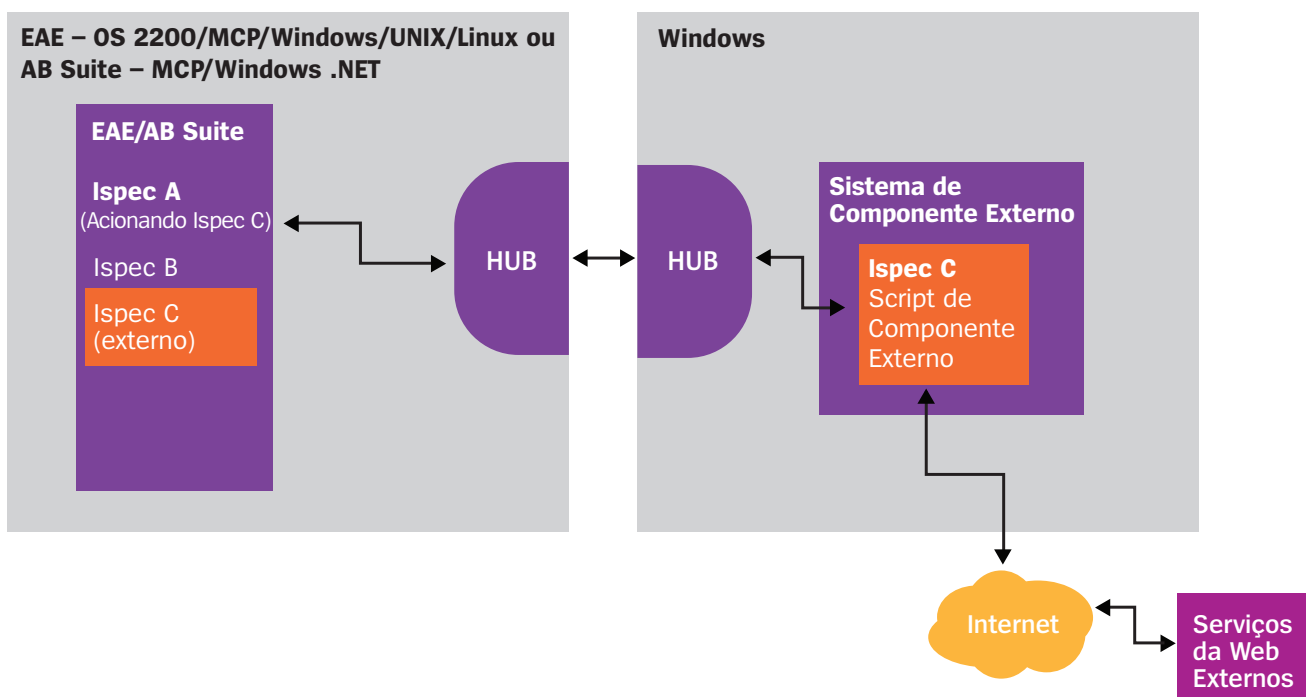 EAE – OS 2200/MCP/Windows/UNIX/Linux ou
AB Suite – MCP/Windows .NET
EAE/AB Suite
Ispec A
(Acionando Ispec C)
Ispec B
Ispec C
(externo)
HUB
Windows
HUB
Sistema de
Componente Externo
Ispec C
Script de
Componente
Externo
Internet
Serviços
da Web
Externos